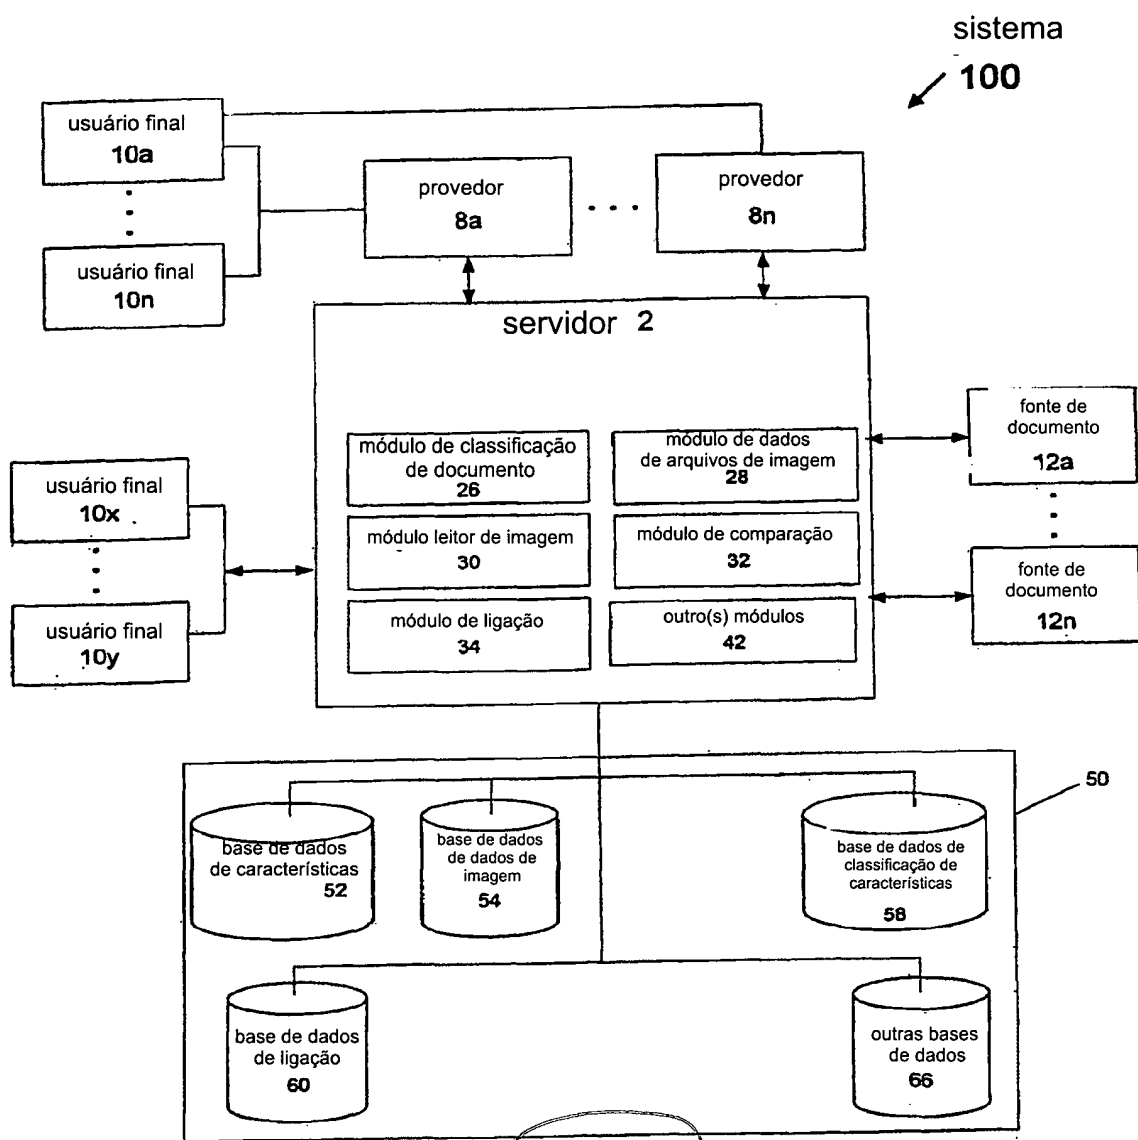 sistema
100
usuário final
10a
usuário final
10n
provedor
8a
provedor
8n
servidor 2
módulo de classificação
de documento
26
módulo de dados
de arquivos de imagem
28
módulo leitor de imagem
30
módulo de comparação
32
módulo de ligação
34
outro(s) módulos
42
usuário final
10x
usuário final
10y
fonte de
documento
12a
fonte de
documento
12n
50
base de dados
de características
52
base de dados
de dados de
imagem
54
base de dados de
classificação de
características
58
base de dados
de ligação
60
outras bases
de dados
66